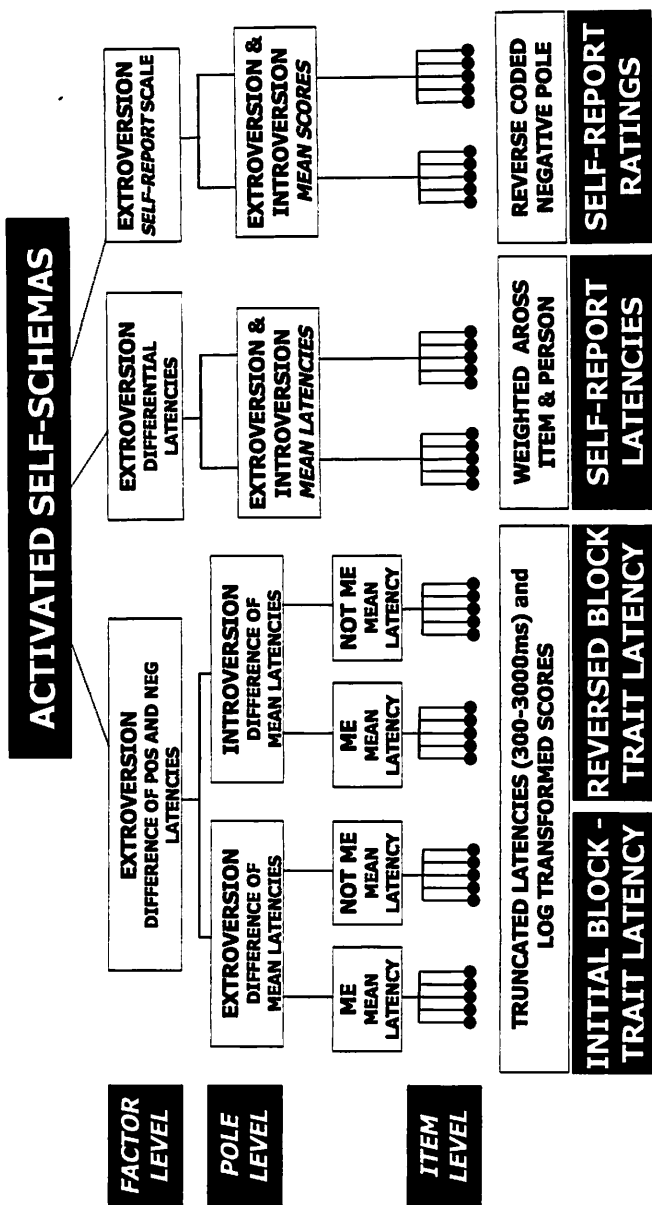 ACTIVATED SELF-SCHEMAS
FACTOR
LEVEL
EXTROVERSION
DIFFERENCE OF POS AND NEG
LATENCIES
EXTROVERSION
DIFFERENTIAL
LATENCIES
EXTROVERSION
SELF-REPORT SCALE
POLE
LEVEL
EXTROVERSION
DIFFERENCE OF
MEAN LATENCIES
INTROVERSION
DIFFERENCE OF
MEAN LATENCIES
EXTROVERSION &
INTROVERSION
MEAN LATENCIES
EXTROVERSION &
INTROVERSION
MEAN SCORES
ME
MEAN
LATENCY
NOT ME
MEAN
LATENCY
ME
MEAN
LATENCY
NOT ME
MEAN
LATENCY
ITEM
LEVEL
TRUNCATED LATENCIES (300-3000ms) and
LOG TRANSFORMED SCORES
WEIGHTED AROSS
ITEM & PERSON
REVERSE CODED
NEGATIVE POLE
INITIAL BLOCK -
TRAIT LATENCY
REVERSED BLOCK
TRAIT LATENCY
SELF-REPORT
LATENCIES
SELF-REPORT
RATINGS